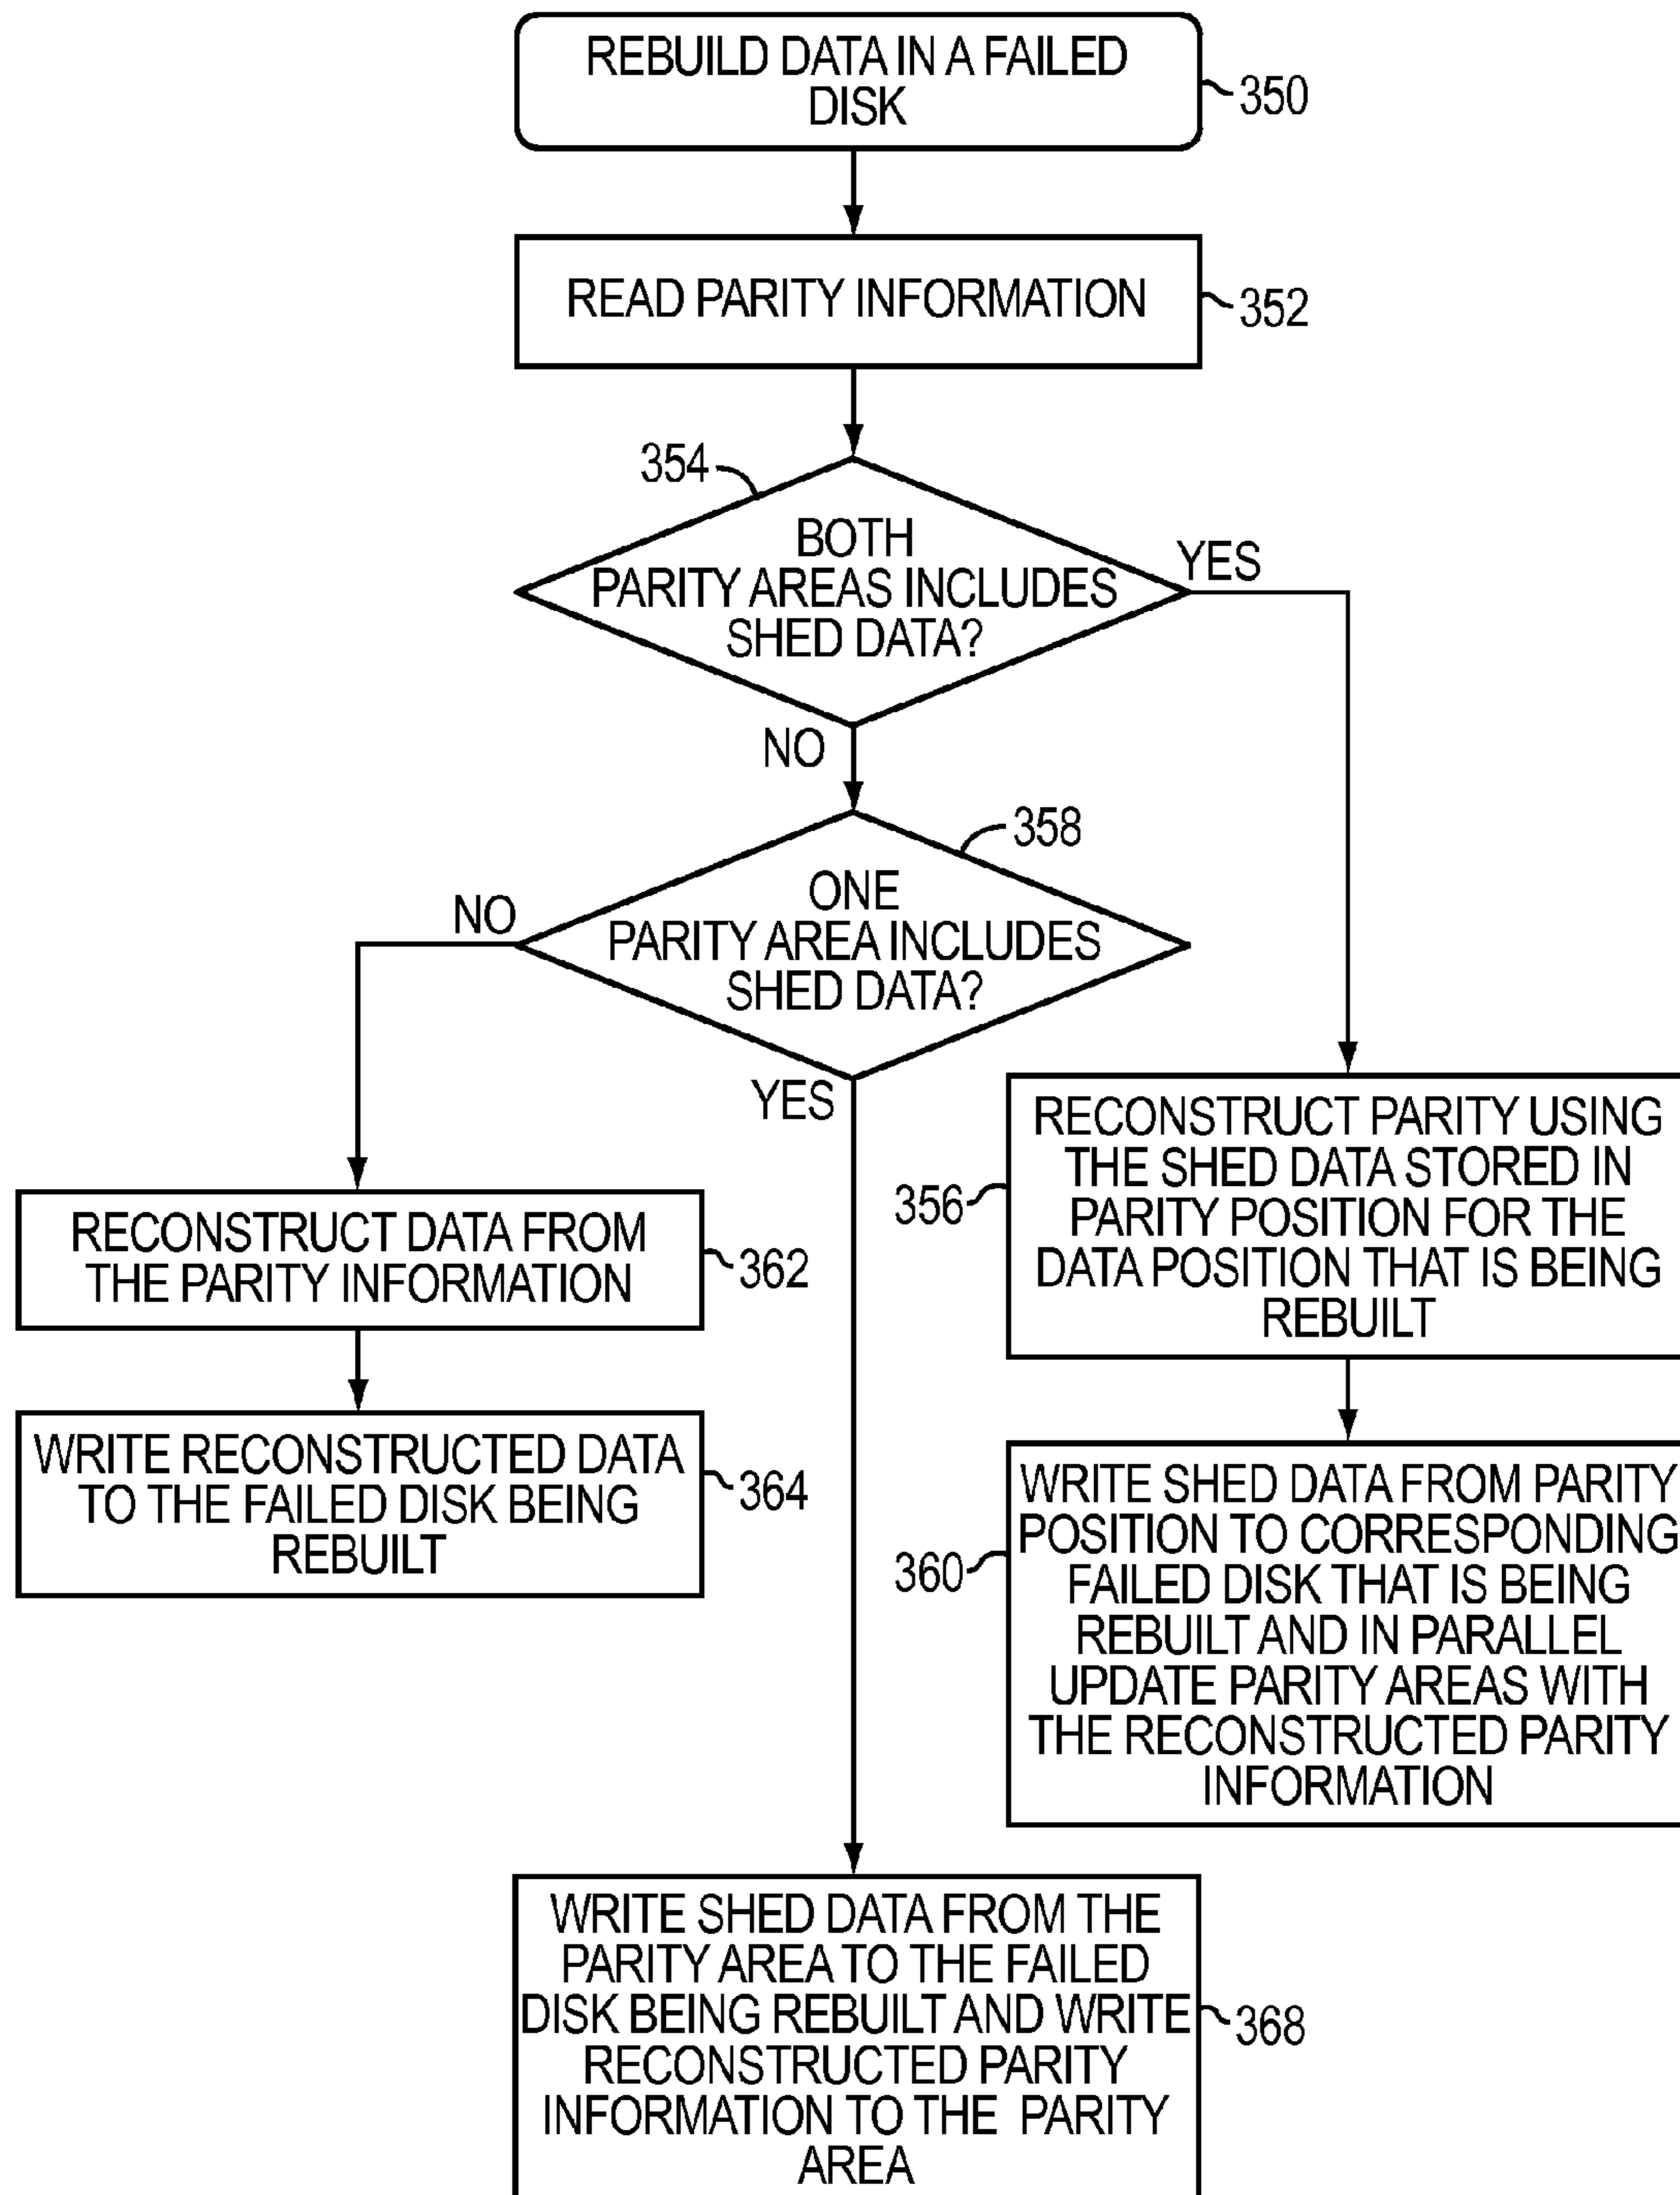 REBUILD DATA IN A FAILED
DISK
350
READ PARITY INFORMATION
352
354
BOTH
PARITY AREAS INCLUDES
SHED DATA?
YES
NO
358
ONE
PARITY AREA INCLUDES
SHED DATA?
NO
YES
RECONSTRUCT PARITY USING
THE SHED DATA STORED IN
PARITY POSITION FOR THE
DATA POSITION THAT IS BEING
REBUILT
356
RECONSTRUCT DATA FROM
THE PARITY INFORMATION
362
WRITE RECONSTRUCTED DATA
TO THE FAILED DISK BEING
REBUILT
364
WRITE SHED DATA FROM PARITY
POSITION TO CORRESPONDING
FAILED DISK THAT IS BEING
REBUILT AND IN PARALLEL
UPDATE PARITY AREAS WITH
THE RECONSTRUCTED PARITY
INFORMATION
360
WRITE SHED DATA FROM THE
PARITY AREA TO THE FAILED
DISK BEING REBUILT AND WRITE
RECONSTRUCTED PARITY
INFORMATION TO THE PARITY
AREA
368